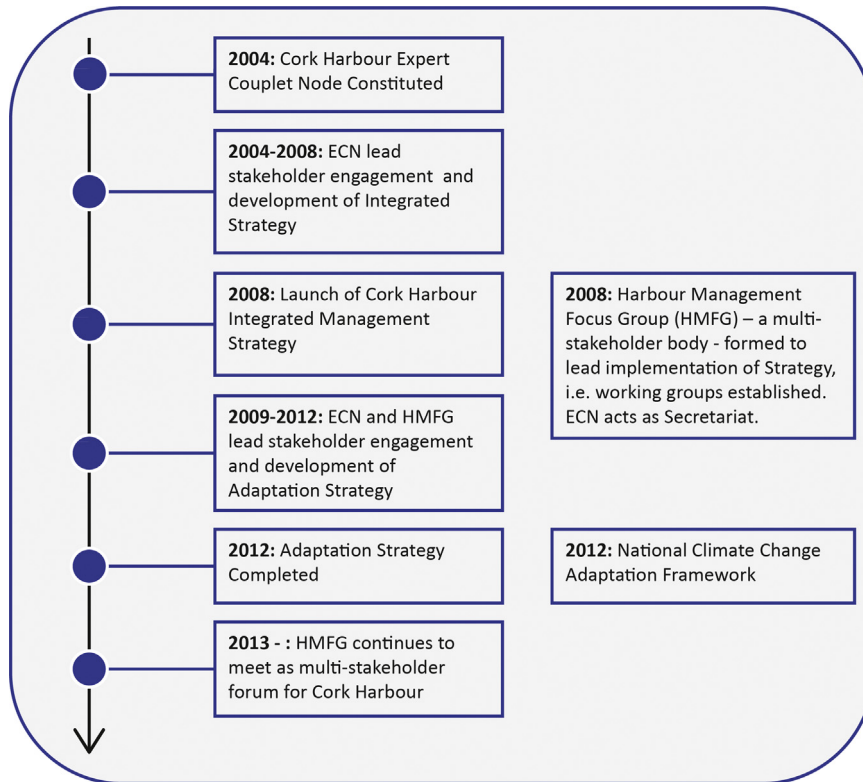 2004: Cork Harbour Expert
Couplet Node Constituted
2004-2008: ECN lead
stakeholder engagement and
development of Integrated
Strategy
2008: Launch of Cork Harbour
Integrated Management
Strategy
2008: Harbour Management
Focus Group (HMFG) – a multi-
stakeholder body - formed to
lead implementation of Strategy,
i.e. working groups established.
ECN acts as Secretariat.
2009-2012: ECN and HMFG
lead stakeholder engagement
and development of
Adaptation Strategy
2012: Adaptation Strategy
Completed
2012: National Climate Change
Adaptation Framework
2013 - : HMFG continues to
meet as multi-stakeholder
forum for Cork Harbour